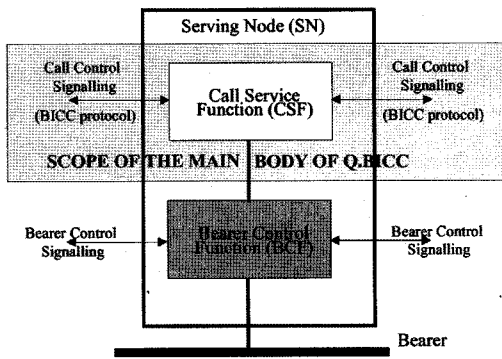 Serving Node (SN)
Call Control
Signalling
(BICC protocol)
Call Service
Function (CSF)
Call Control
Signalling
(BICC protocol)
SCOPE OF THE MAIN BODY OF Q.BICC
Bearer Control
Signalling
Bearer Control
Function (BCF)
Bearer Control
Signalling
Bearer